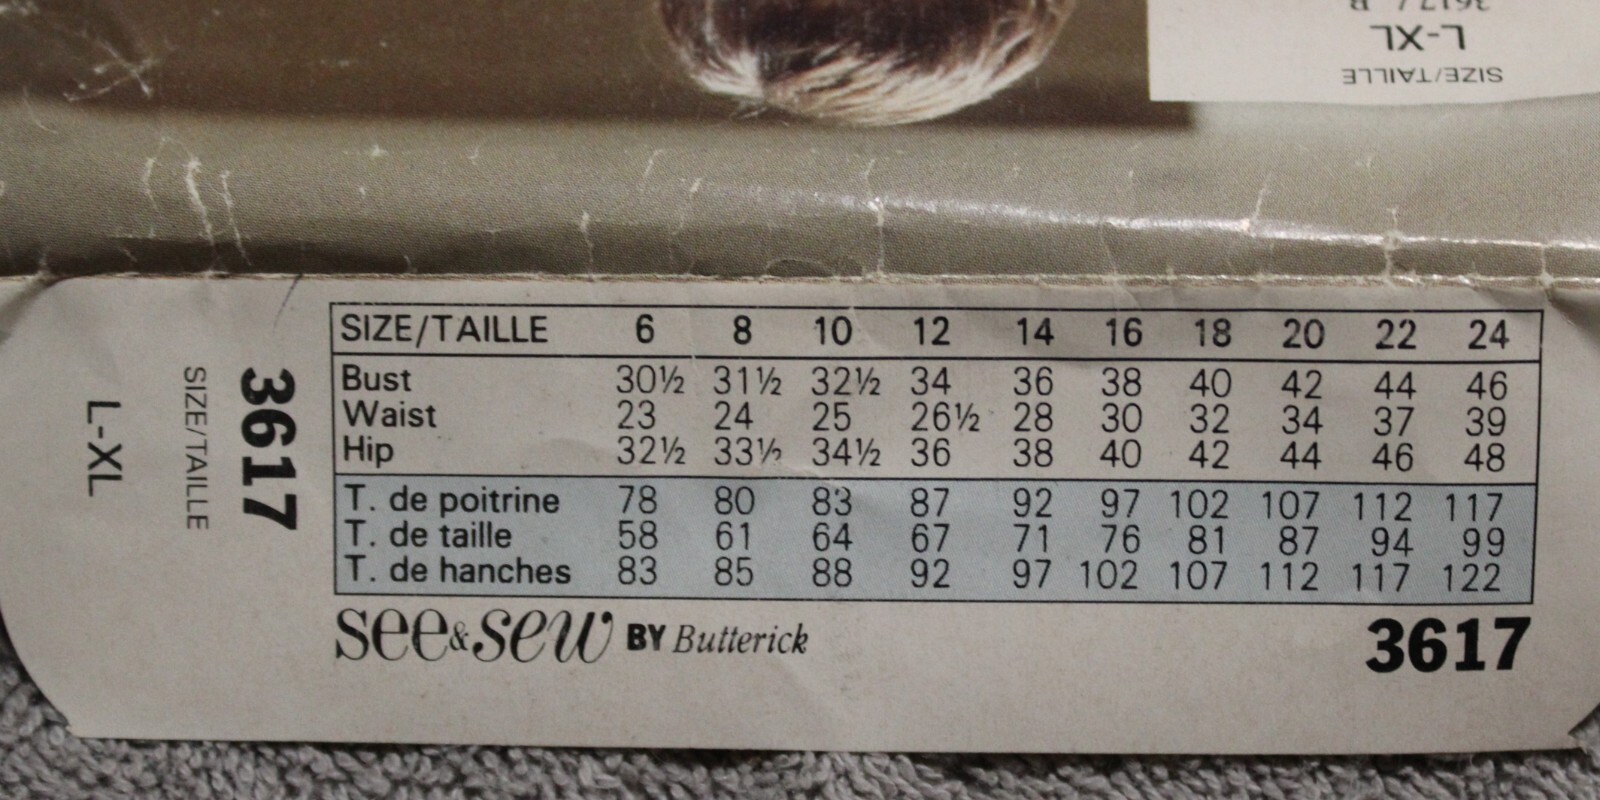 3617 / B
L-XL
SIZE/TAILLE
3617
SIZE/TAILLE
L-XL
SIZE/TAILLE 6 8 10 12 14 16 18 20 22 24
Bust 30½ 31½ 32½ 34 36 38 40 42 44 46
Waist 23 24 25 26½ 28 30 32 34 37 39
Hip 32½ 33½ 34½ 36 38 40 42 44 46 48
T. de poitrine 78 80 83 87 92 97 102 107 112 117
T. de taille 58 61 64 67 71 76 81 87 94 99
T. de hanches 83 85 88 92 97 102 107 112 117 122
see&sew BY Butterick 3617